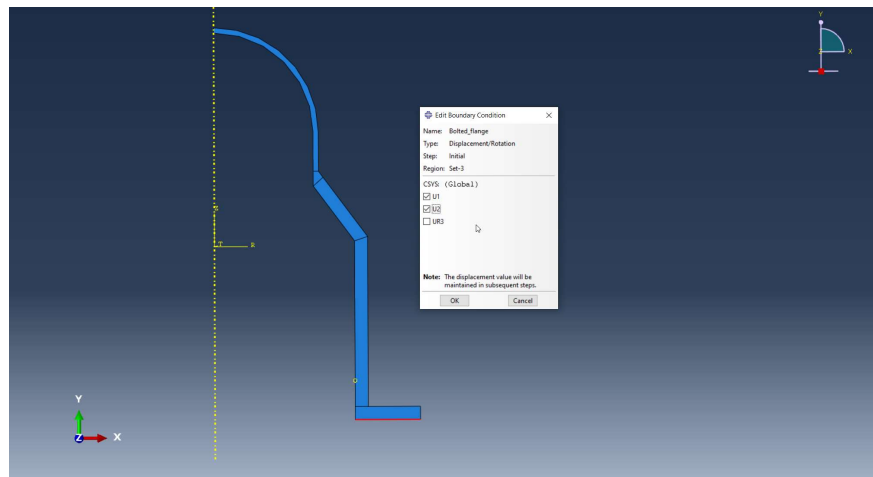 Y
X
Z
Edit Boundary Condition
Name: Bolted_flange
Type: Displacement/Rotation
Step: Initial
Region: Set-3
CSYS: (Global)
U1
U2
UR3
Note: The displacement value will be
maintained in subsequent steps.
OK
Cancel
T
R
Y
Z
X